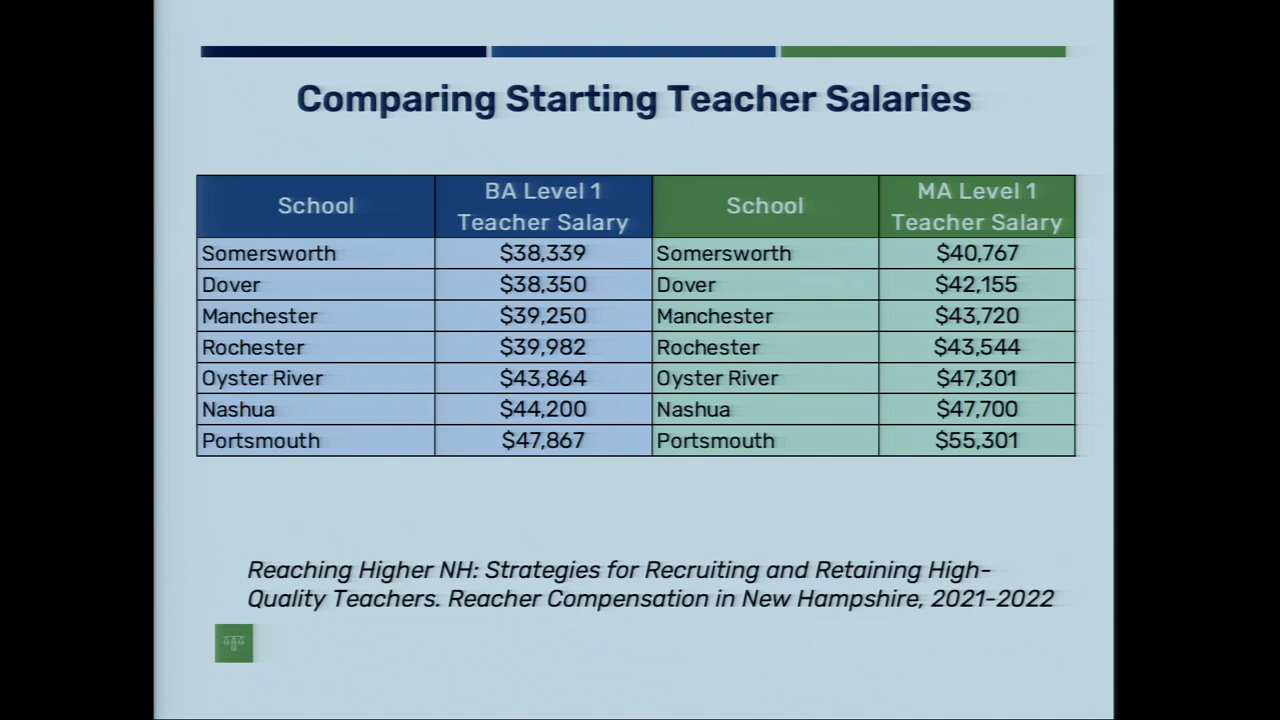 Comparing Starting Teacher Salaries
School BA Level 1 Teacher Salary School MA Level 1 Teacher Salary
Somersworth $38,339 Somersworth $40,767
Dover $38,350 Dover $42,155
Manchester $39,250 Manchester $43,720
Rochester $39,982 Rochester $43,544
Oyster River $43,864 Oyster River $47,301
Nashua $44,200 Nashua $47,700
Portsmouth $47,867 Portsmouth $55,301
Reaching Higher NH: Strategies for Recruiting and Retaining High-
Quality Teachers. Reacher Compensation in New Hampshire, 2021-2022